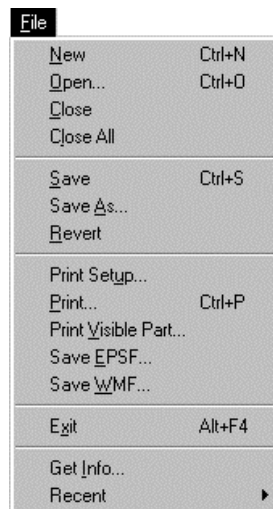 File
New Ctrl+N
Open... Ctrl+O
Close
Close All
Save Ctrl+S
Save As...
Revert
Print Setup...
Print... Ctrl+P
Print Visible Part...
Save EPSF...
Save WMF...
Exit Alt+F4
Get Info...
Recent